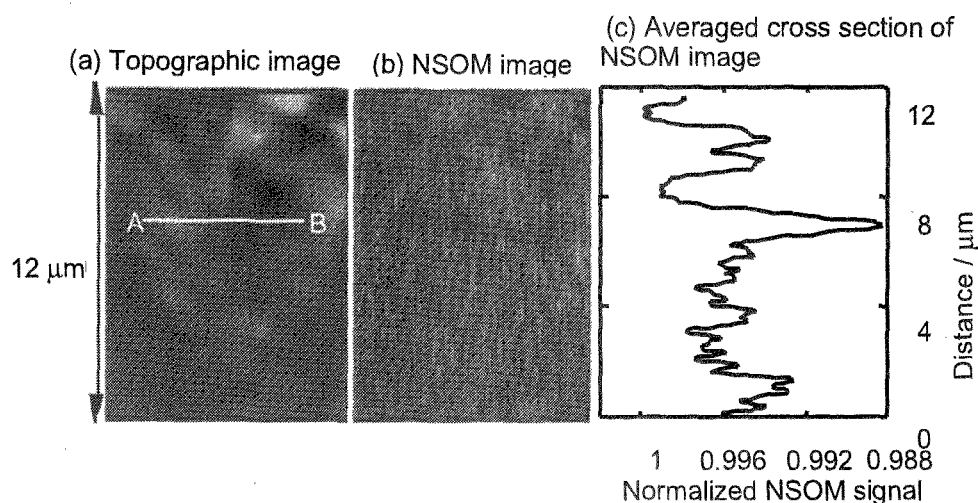 (a) Topographic image
(b) NSOM image
(c) Averaged cross section of
NSOM image
12 μm
A
B
12
8
4
0
Distance / μm
1 0.996 0.992 0.988
Normalized NSOM signal